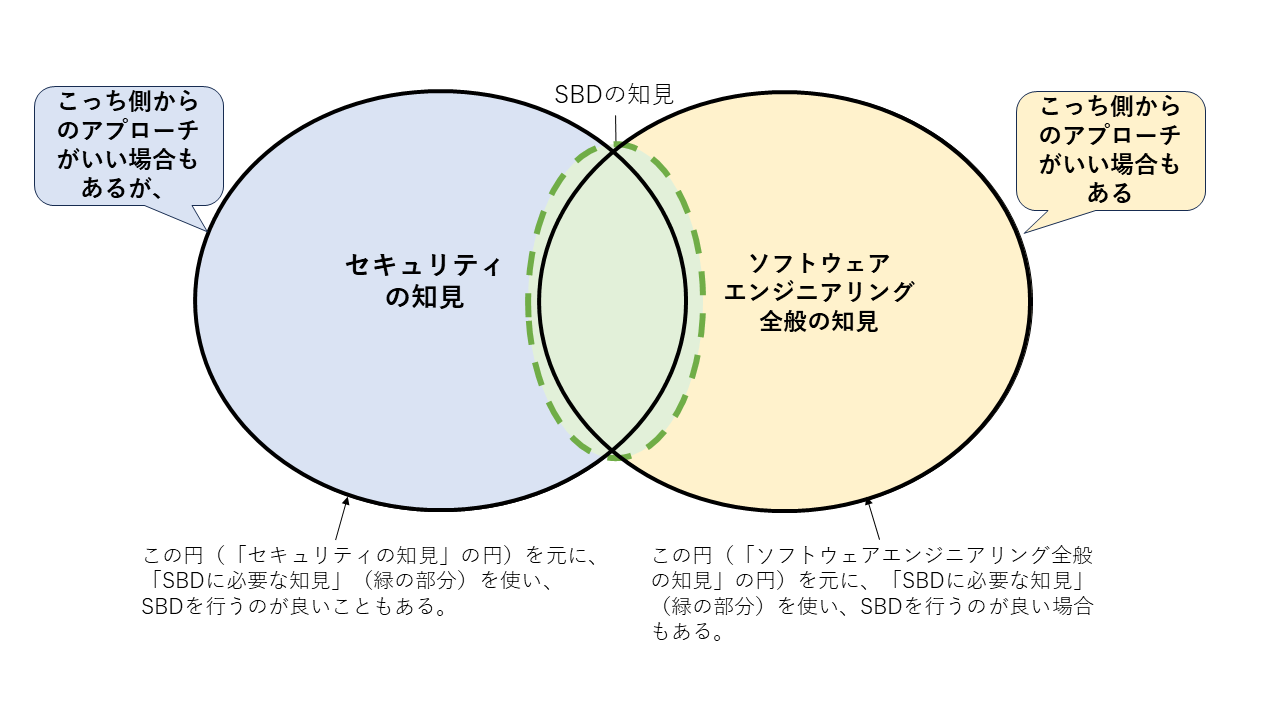 SBDの知見
こっち側から
のアプローチ
がいい場合も
あるが、
こっち側から
のアプローチ
がいい場合も
ある
セキュリティ
の知見
ソフトウェア
エンジニアリング
全般の知見
この円（「セキュリティの知見」の円）を元に、
「SBDに必要な知見」（緑の部分）を使い、
SBDを行うのが良いこともある。
この円（「ソフトウェアエンジニアリング全般
の知見」の円）を元に、「SBDに必要な知見」
（緑の部分）を使い、SBDを行うのが良い場合
もある。